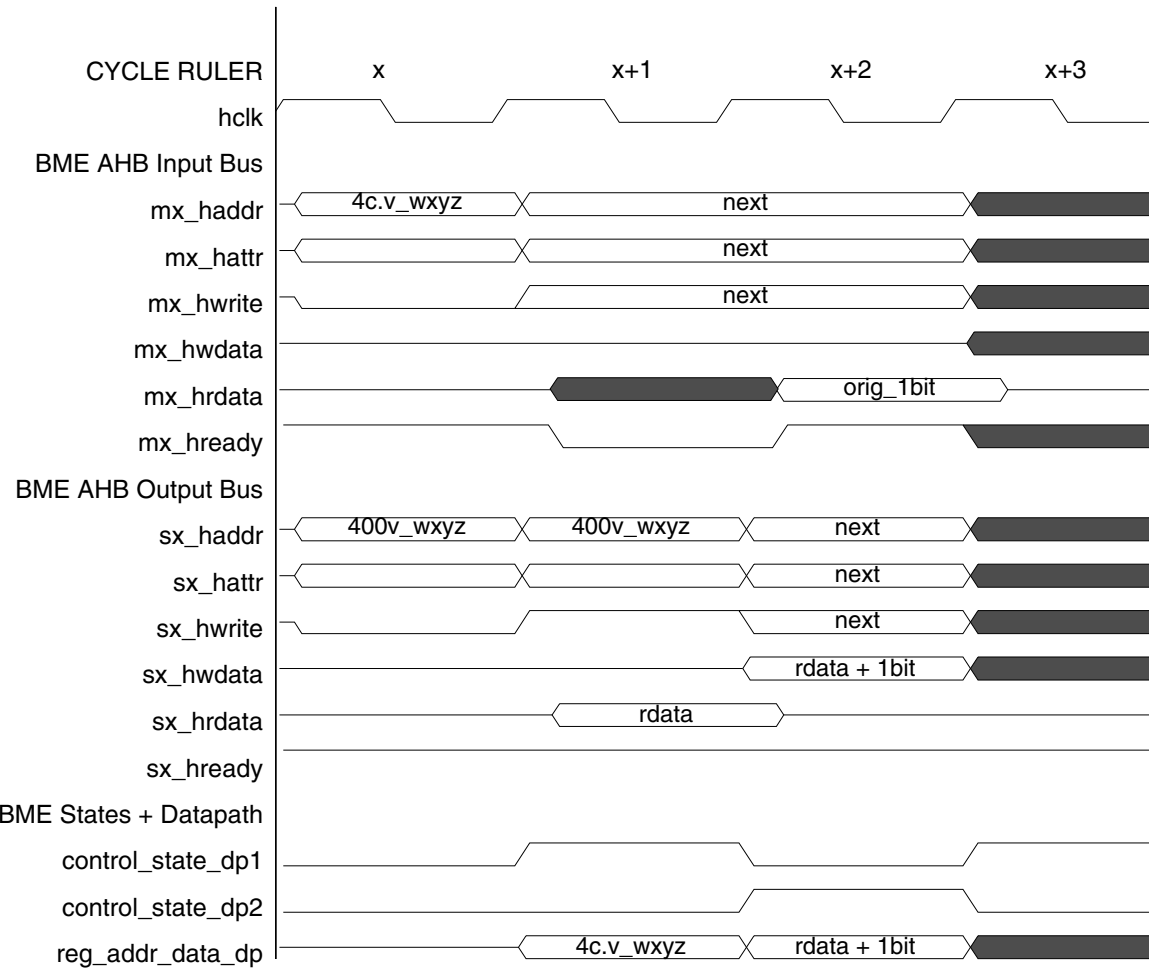 CYCLE RULER x x+1 x+2 x+3
hclk
BME AHB Input Bus
mx_haddr 4c.v_wxyz next
mx_hattr next
mx_hwrite next
mx_hwdata
mx_hrdata orig_1bit
mx_hready
BME AHB Output Bus
sx_haddr 400v_wxyz 400v_wxyz next
sx_hattr next
sx_hwrite next
sx_hwdata rdata + 1bit
sx_hrdata rdata
sx_hready
BME States + Datapath
control_state_dp1
control_state_dp2
reg_addr_data_dp 4c.v_wxyz rdata + 1bit